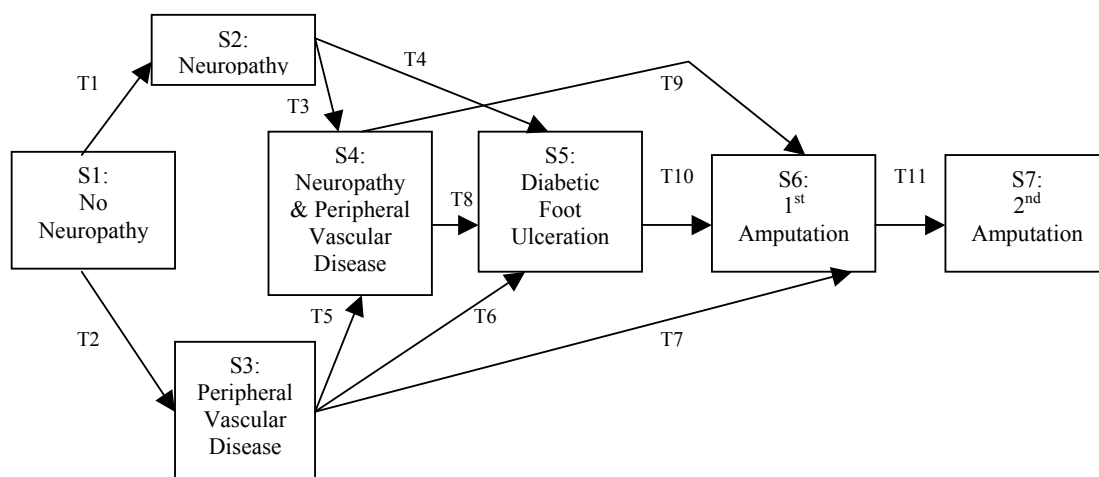 S2:
Neuropathy
T1
T4
T3
T9
S1:
No
Neuropathy
S4:
Neuropathy
& Peripheral
Vascular
Disease
T8
S5:
Diabetic
Foot
Ulceration
T10
S6:
1st
Amputation
T11
S7:
2nd
Amputation
T2
T5
T6
T7
S3:
Peripheral
Vascular
Disease